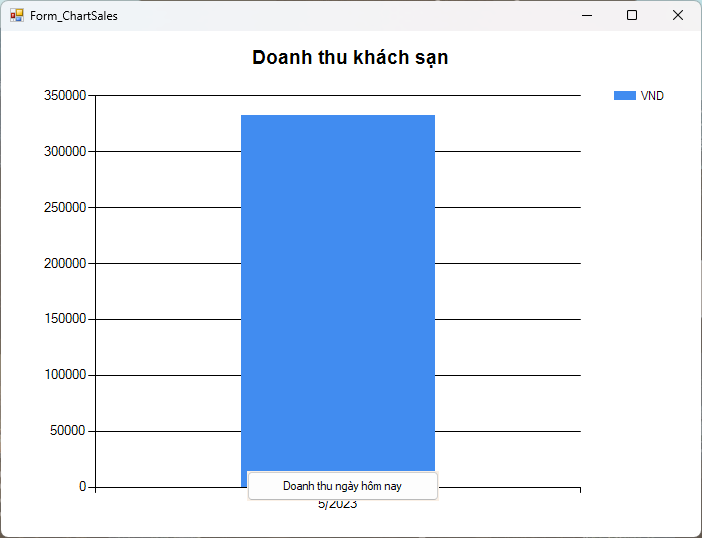 Form_ChartSales
Doanh thu khách sạn
VND
350000
300000
250000
200000
150000
100000
50000
0
Doanh thu ngày hôm nay
5/2023